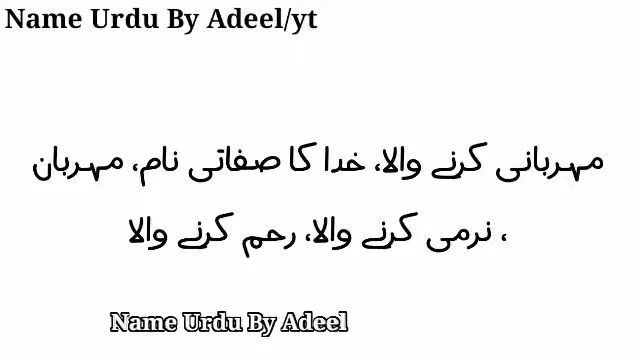 Name Urdu By Adeel/yt
مہربانی کرنے والا، خدا کا صفاتی نام، مہربان
، نرمی کرنے والا، رحم کرنے والا
Name Urdu By Adeel